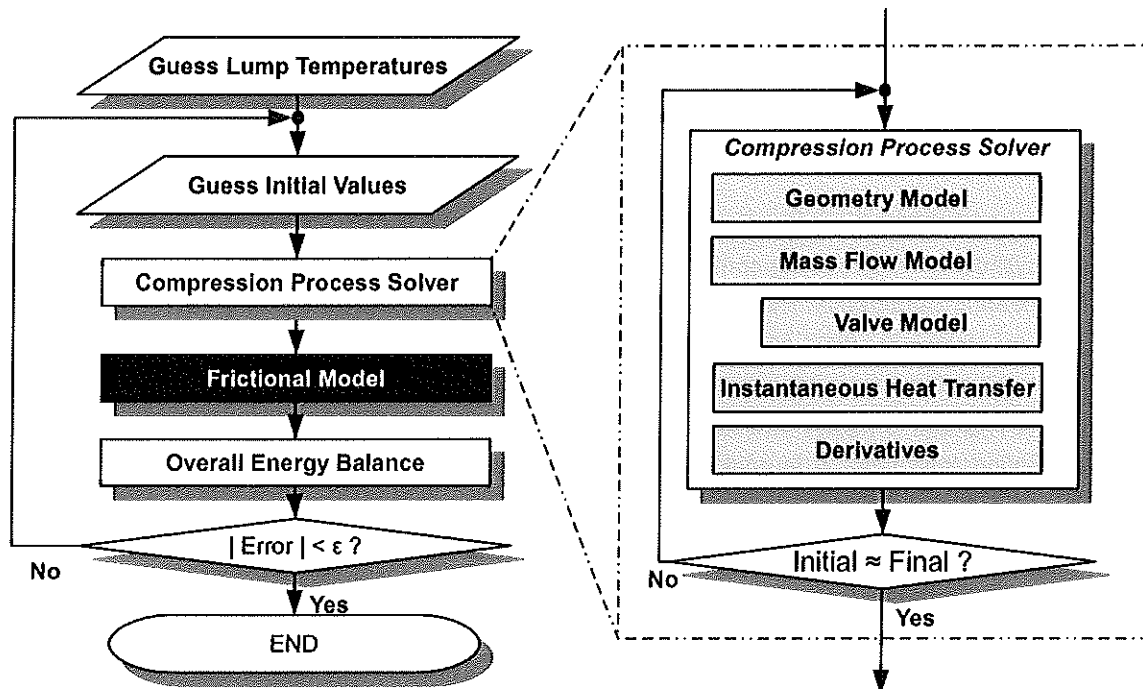 Guess Lump Temperatures
Guess Initial Values
Compression Process Solver
Frictional Model
Overall Energy Balance
| Error | < ε ?
No
Yes
END
Compression Process Solver
Geometry Model
Mass Flow Model
Valve Model
Instantaneous Heat Transfer
Derivatives
Initial ≈ Final ?
No
Yes